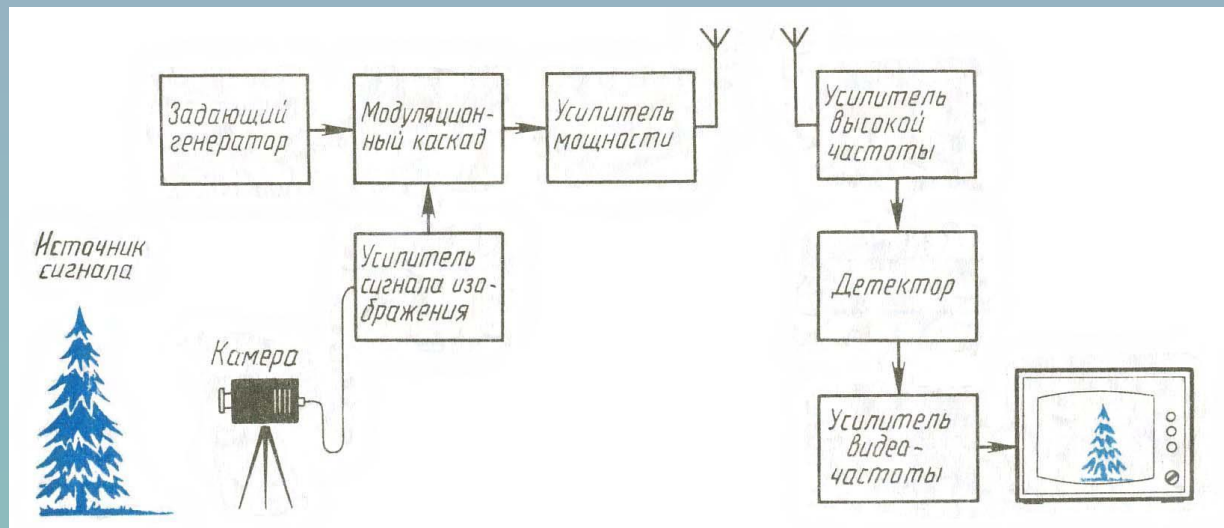 Задающий
генератор
Модуляцион-
ный каскад
Усилитель
мощности
Усилитель
высокой
частоты
Источник
сигнала
Усилитель
сигнала изо-
бражения
Камера
Детектор
Усилитель
видео-
частоты